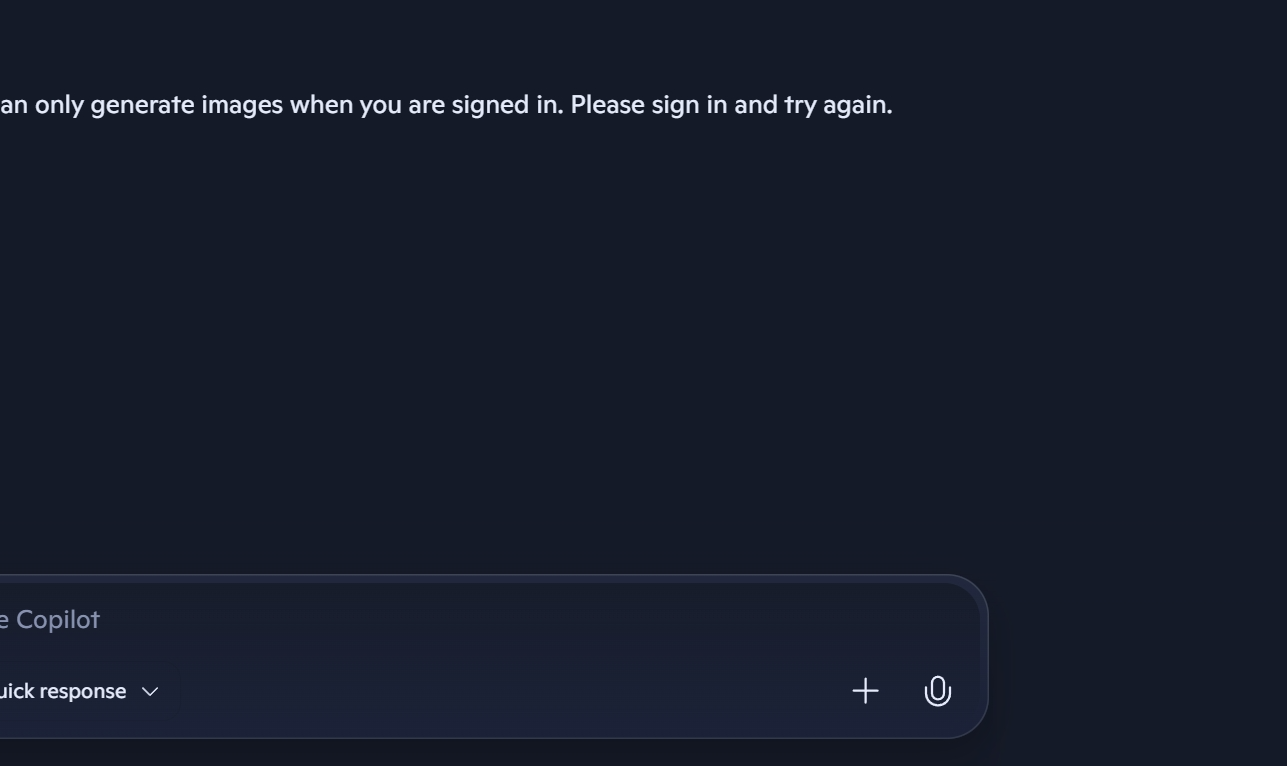 an only generate images when you are signed in. Please sign in and try again.
e Copilot
uick response